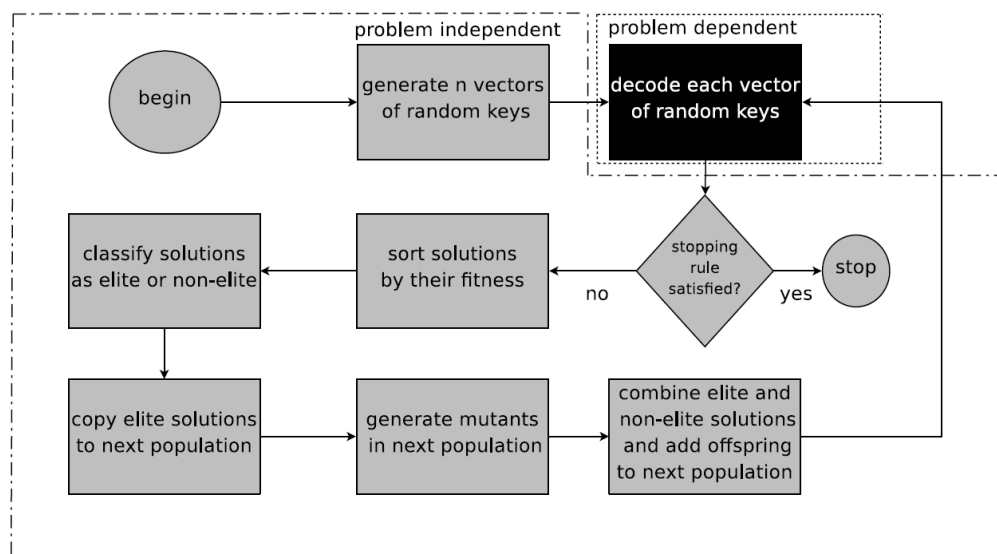 problem independent
problem dependent
begin
generate n vectors
of random keys
decode each vector
of random keys
classify solutions
as elite or non-elite
sort solutions
by their fitness
stopping
rule
satisfied?
stop
no
yes
copy elite solutions
to next population
generate mutants
in next population
combine elite and
non-elite solutions
and add offspring
to next population